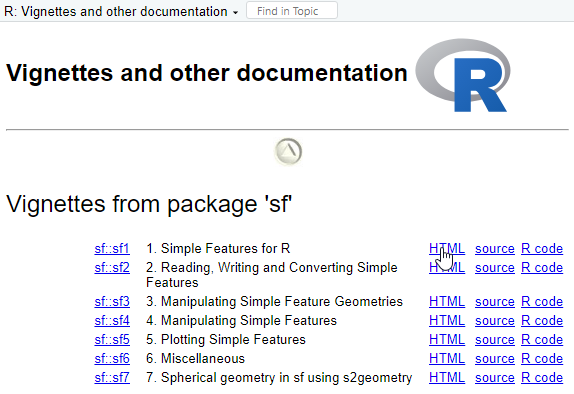 R: Vignettes and other documentation Find in Topic
Vignettes and other documentation R
Vignettes from package 'sf'
sf::sf1 1. Simple Features for R HTML source R code
sf::sf2 2. Reading, Writing and Converting Simple HTML source R code
Features
sf::sf3 3. Manipulating Simple Feature Geometries HTML source R code
sf::sf4 4. Manipulating Simple Features HTML source R code
sf::sf5 5. Plotting Simple Features HTML source R code
sf::sf6 6. Miscellaneous HTML source R code
sf::sf7 7. Spherical geometry in sf using s2geometry HTML source R code